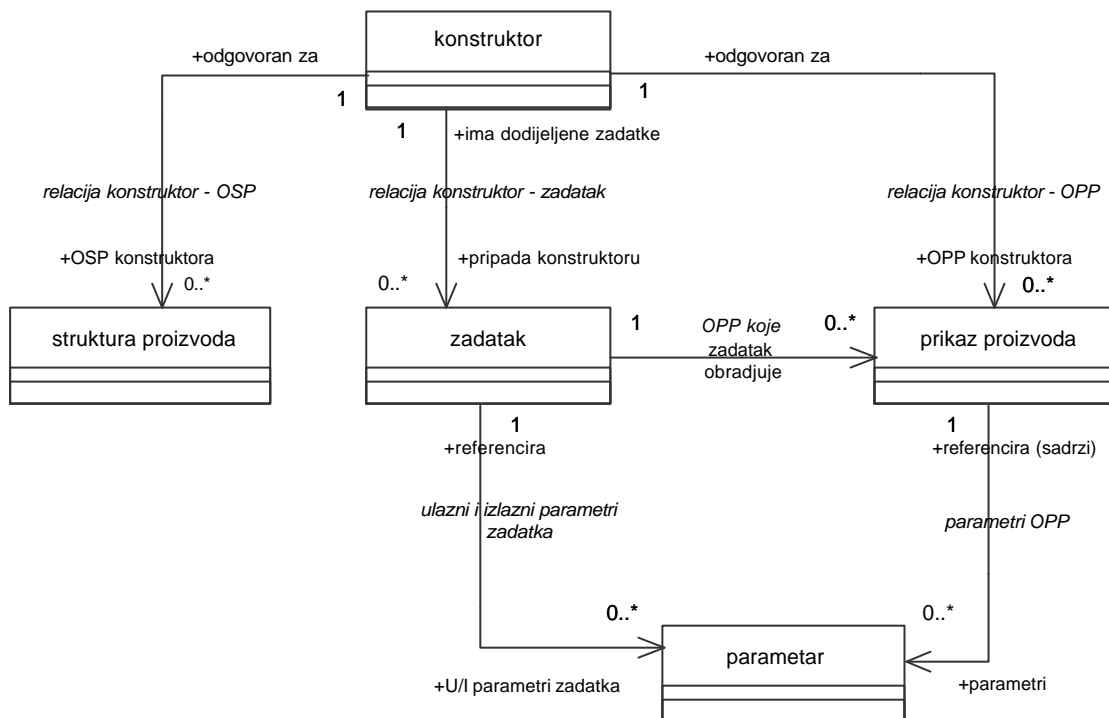 konstruktor
+odgovoran za
+odgovoran za
1
1
1
+ima dodijeljene zadatke
relacija konstruktor - OSP
relacija konstruktor - zadatak
relacija konstruktor - OPP
+OSP konstruktora
+pripada konstruktoru
+OPP konstruktora
0..*
0..*
0..*
struktura proizvoda
zadatak
1
OPP koje
zadatak
obradjuje
0..*
prikaz proizvoda
1
+referencira
1
+referencira (sadrzi)
ulazni i izlazni parametri
zadatka
parametri OPP
0..*
0..*
parametar
+U/I parametri zadatka
+parametri